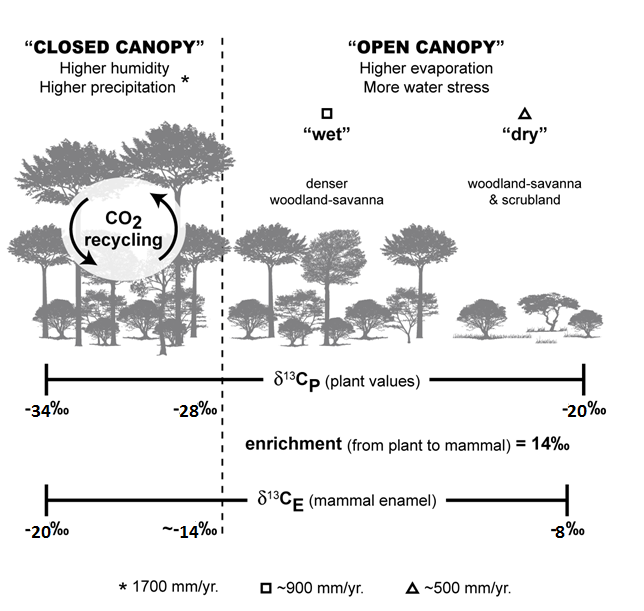 “CLOSED CANOPY”
Higher humidity
Higher precipitation *
“OPEN CANOPY”
Higher evaporation
More water stress
“wet”
“dry”
denser
woodland-savanna
woodland-savanna
& scrubland
CO2
recycling
δ13CP (plant values)
-34‰
-28‰
-20‰
enrichment (from plant to mammal) = 14‰
δ13CE (mammal enamel)
-20‰
~-14‰
-8‰
* 1700 mm/yr.
~900 mm/yr.
~500 mm/yr.